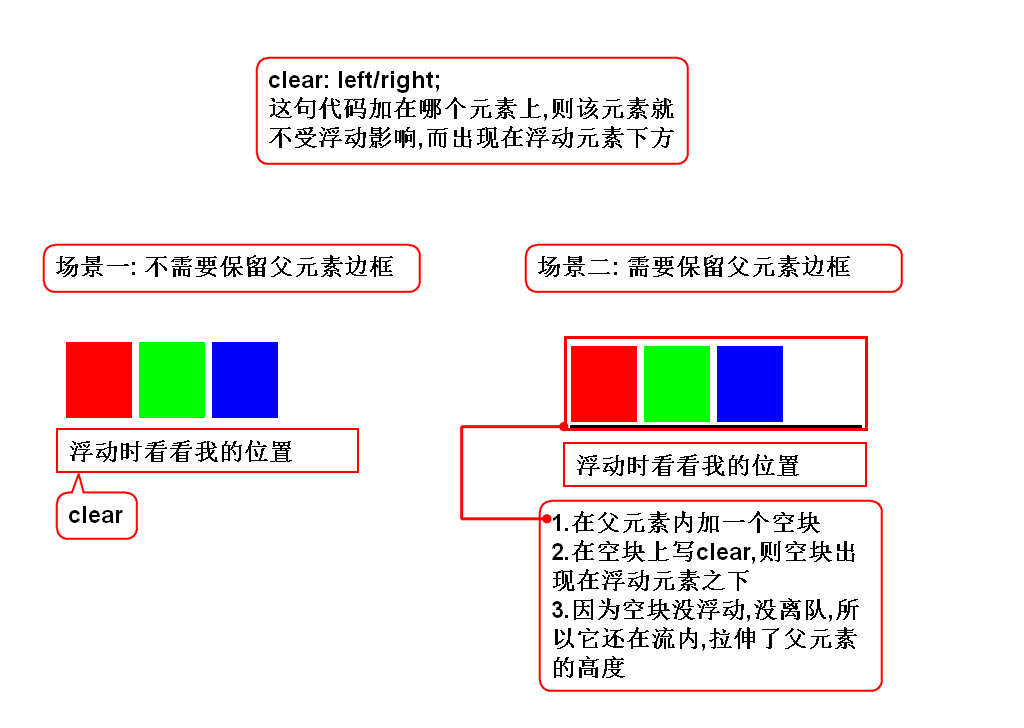 clear: left/right;
这句代码加在哪个元素上,则该元素就
不受浮动影响,而出现在浮动元素下方
场景一: 不需要保留父元素边框
场景二: 需要保留父元素边框
浮动时看看我的位置
clear
浮动时看看我的位置
1.在父元素内加一个空块
2.在空块上写clear,则空块出
现在浮动元素之下
3.因为空块没浮动,没离队,所
以它还在流内,拉伸了父元素
的高度